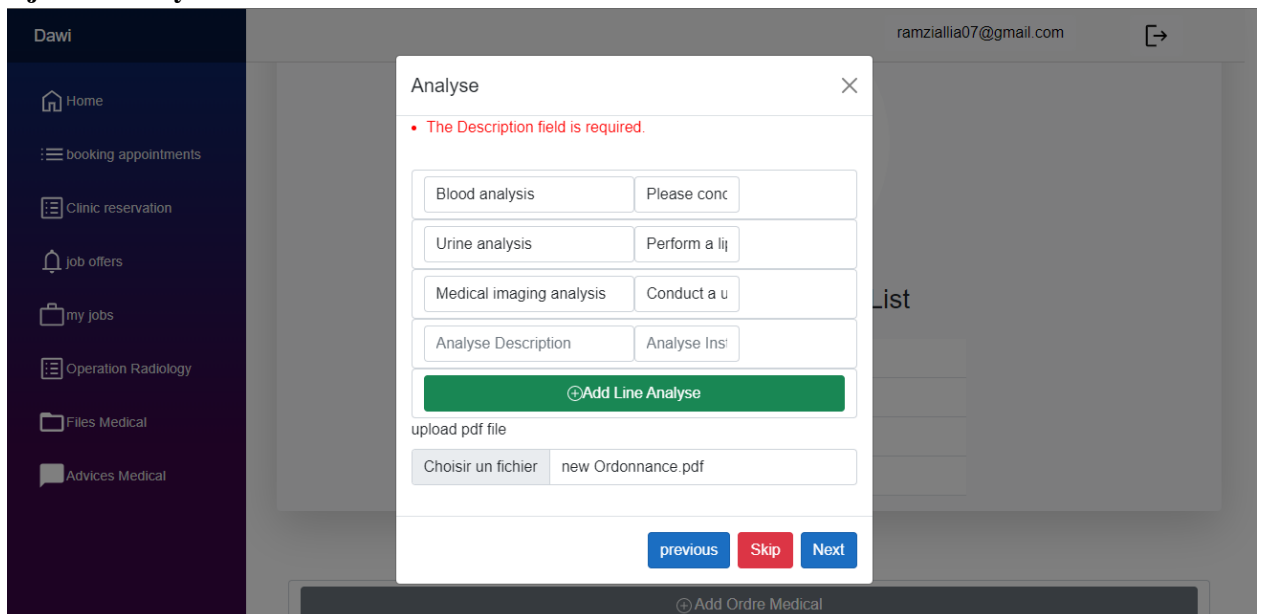 Dawi
ramziallia07@gmail.com
Home
booking appointments
Clinic reservation
job offers
my jobs
Operation Radiology
Files Medical
Advices Medical
Analyse
The Description field is required.
Blood analysis Please conc
Urine analysis Perform a li
Medical imaging analysis Conduct a u
Analyse Description Analyse Ins
Add Line Analyse
upload pdf file
Choisir un fichier new Ordonnance.pdf
previous Skip Next
List
Add Ordre Medical